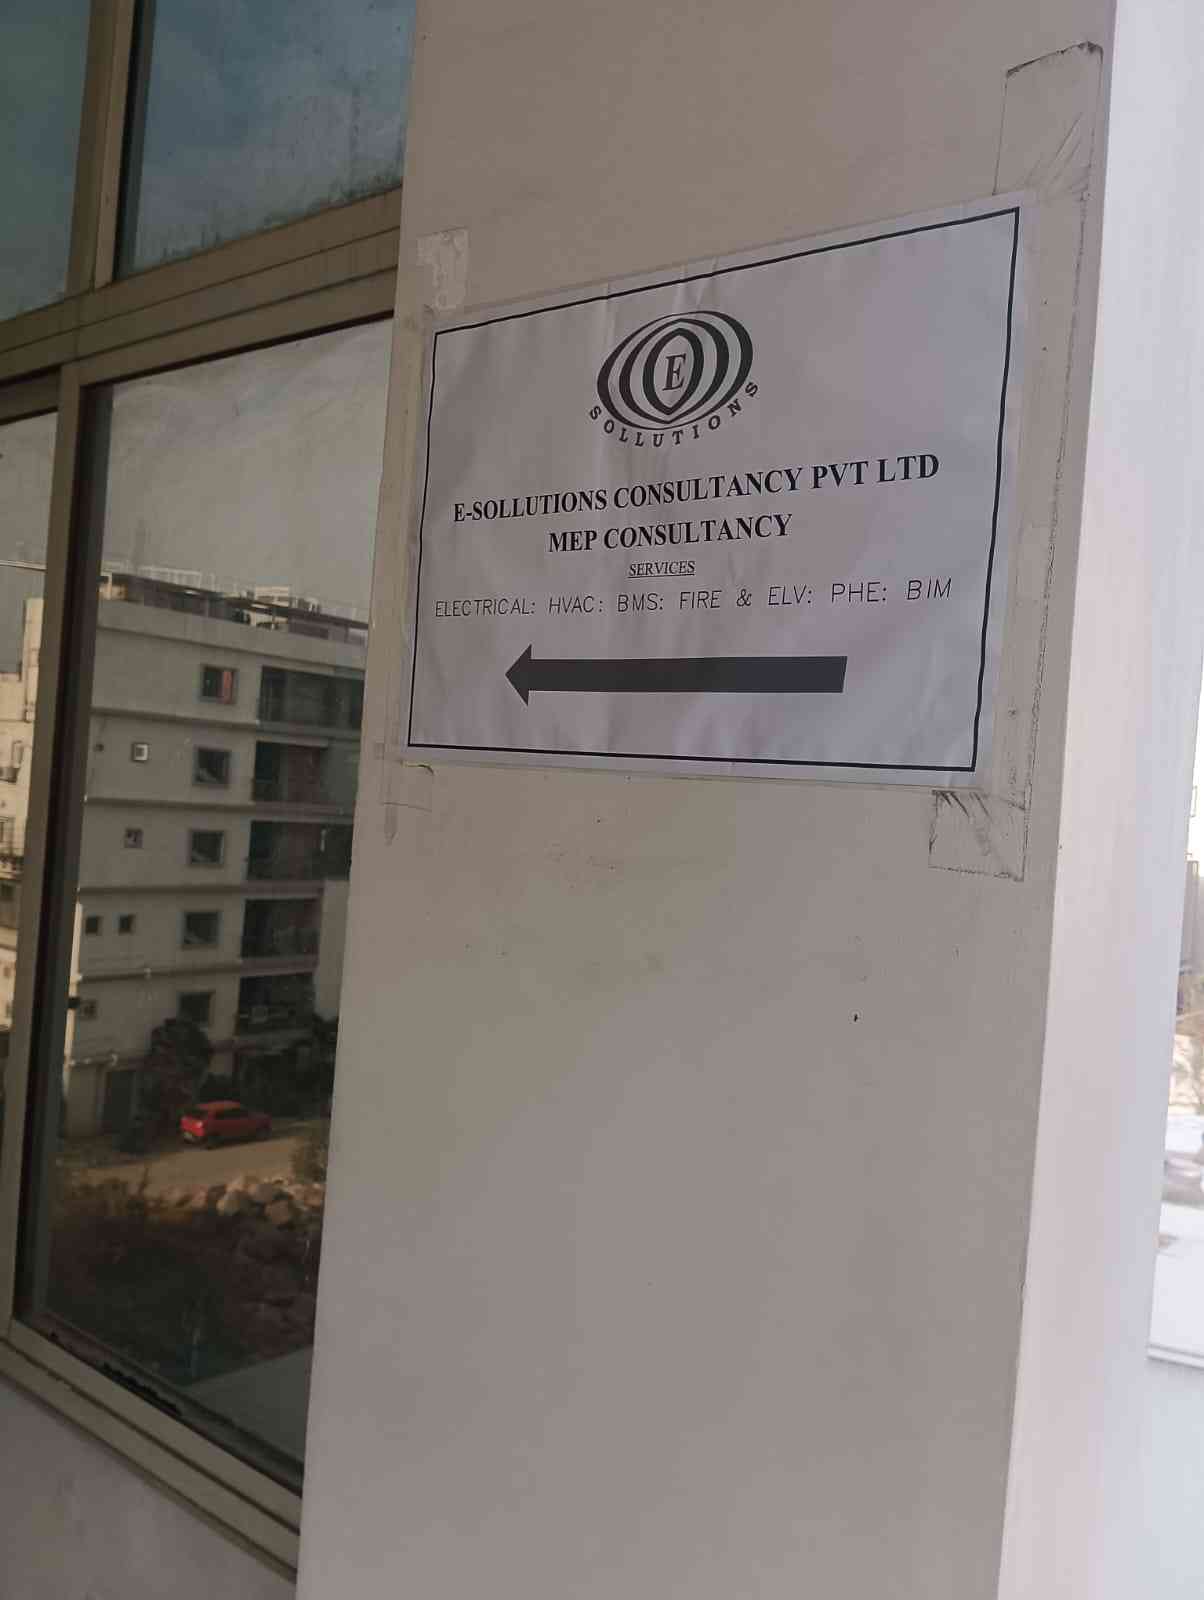 E
SOLLUTIONS
E-SOLLUTIONS CONSULTANCY PVT LTD
MEP CONSULTANCY
SERVICES
ELECTRICAL: HVAC: BMS: FIRE & ELV: PHE: BIM